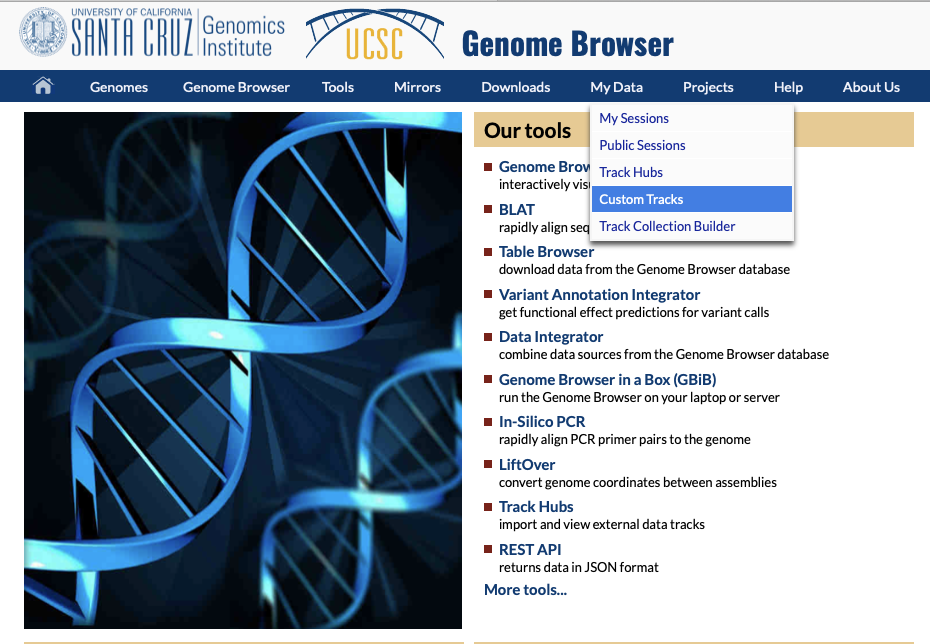 UNIVERSITY OF CALIFORNIA
SANTA CRUZ
Genomics
Institute
UCSC
Genome Browser
Genomes Genome Browser Tools Mirrors Downloads My Data Projects Help About Us
My Sessions
Public Sessions
Track Hubs
Custom Tracks
Track Collection Builder
Our tools
Genome Brow
interactively
BLAT
rapidly align
Table Browser
download data from the Genome Browser database
Variant Annotation Integrator
get functional effect predictions for variant calls
Data Integrator
combine data sources from the Genome Browser database
Genome Browser in a Box (GBiB)
run the Genome Browser on your laptop or server
In-Silico PCR
rapidly align PCR primer pairs to the genome
LiftOver
convert genome coordinates between assemblies
Track Hubs
import and view external data tracks
REST API
returns data in JSON format
More tools...